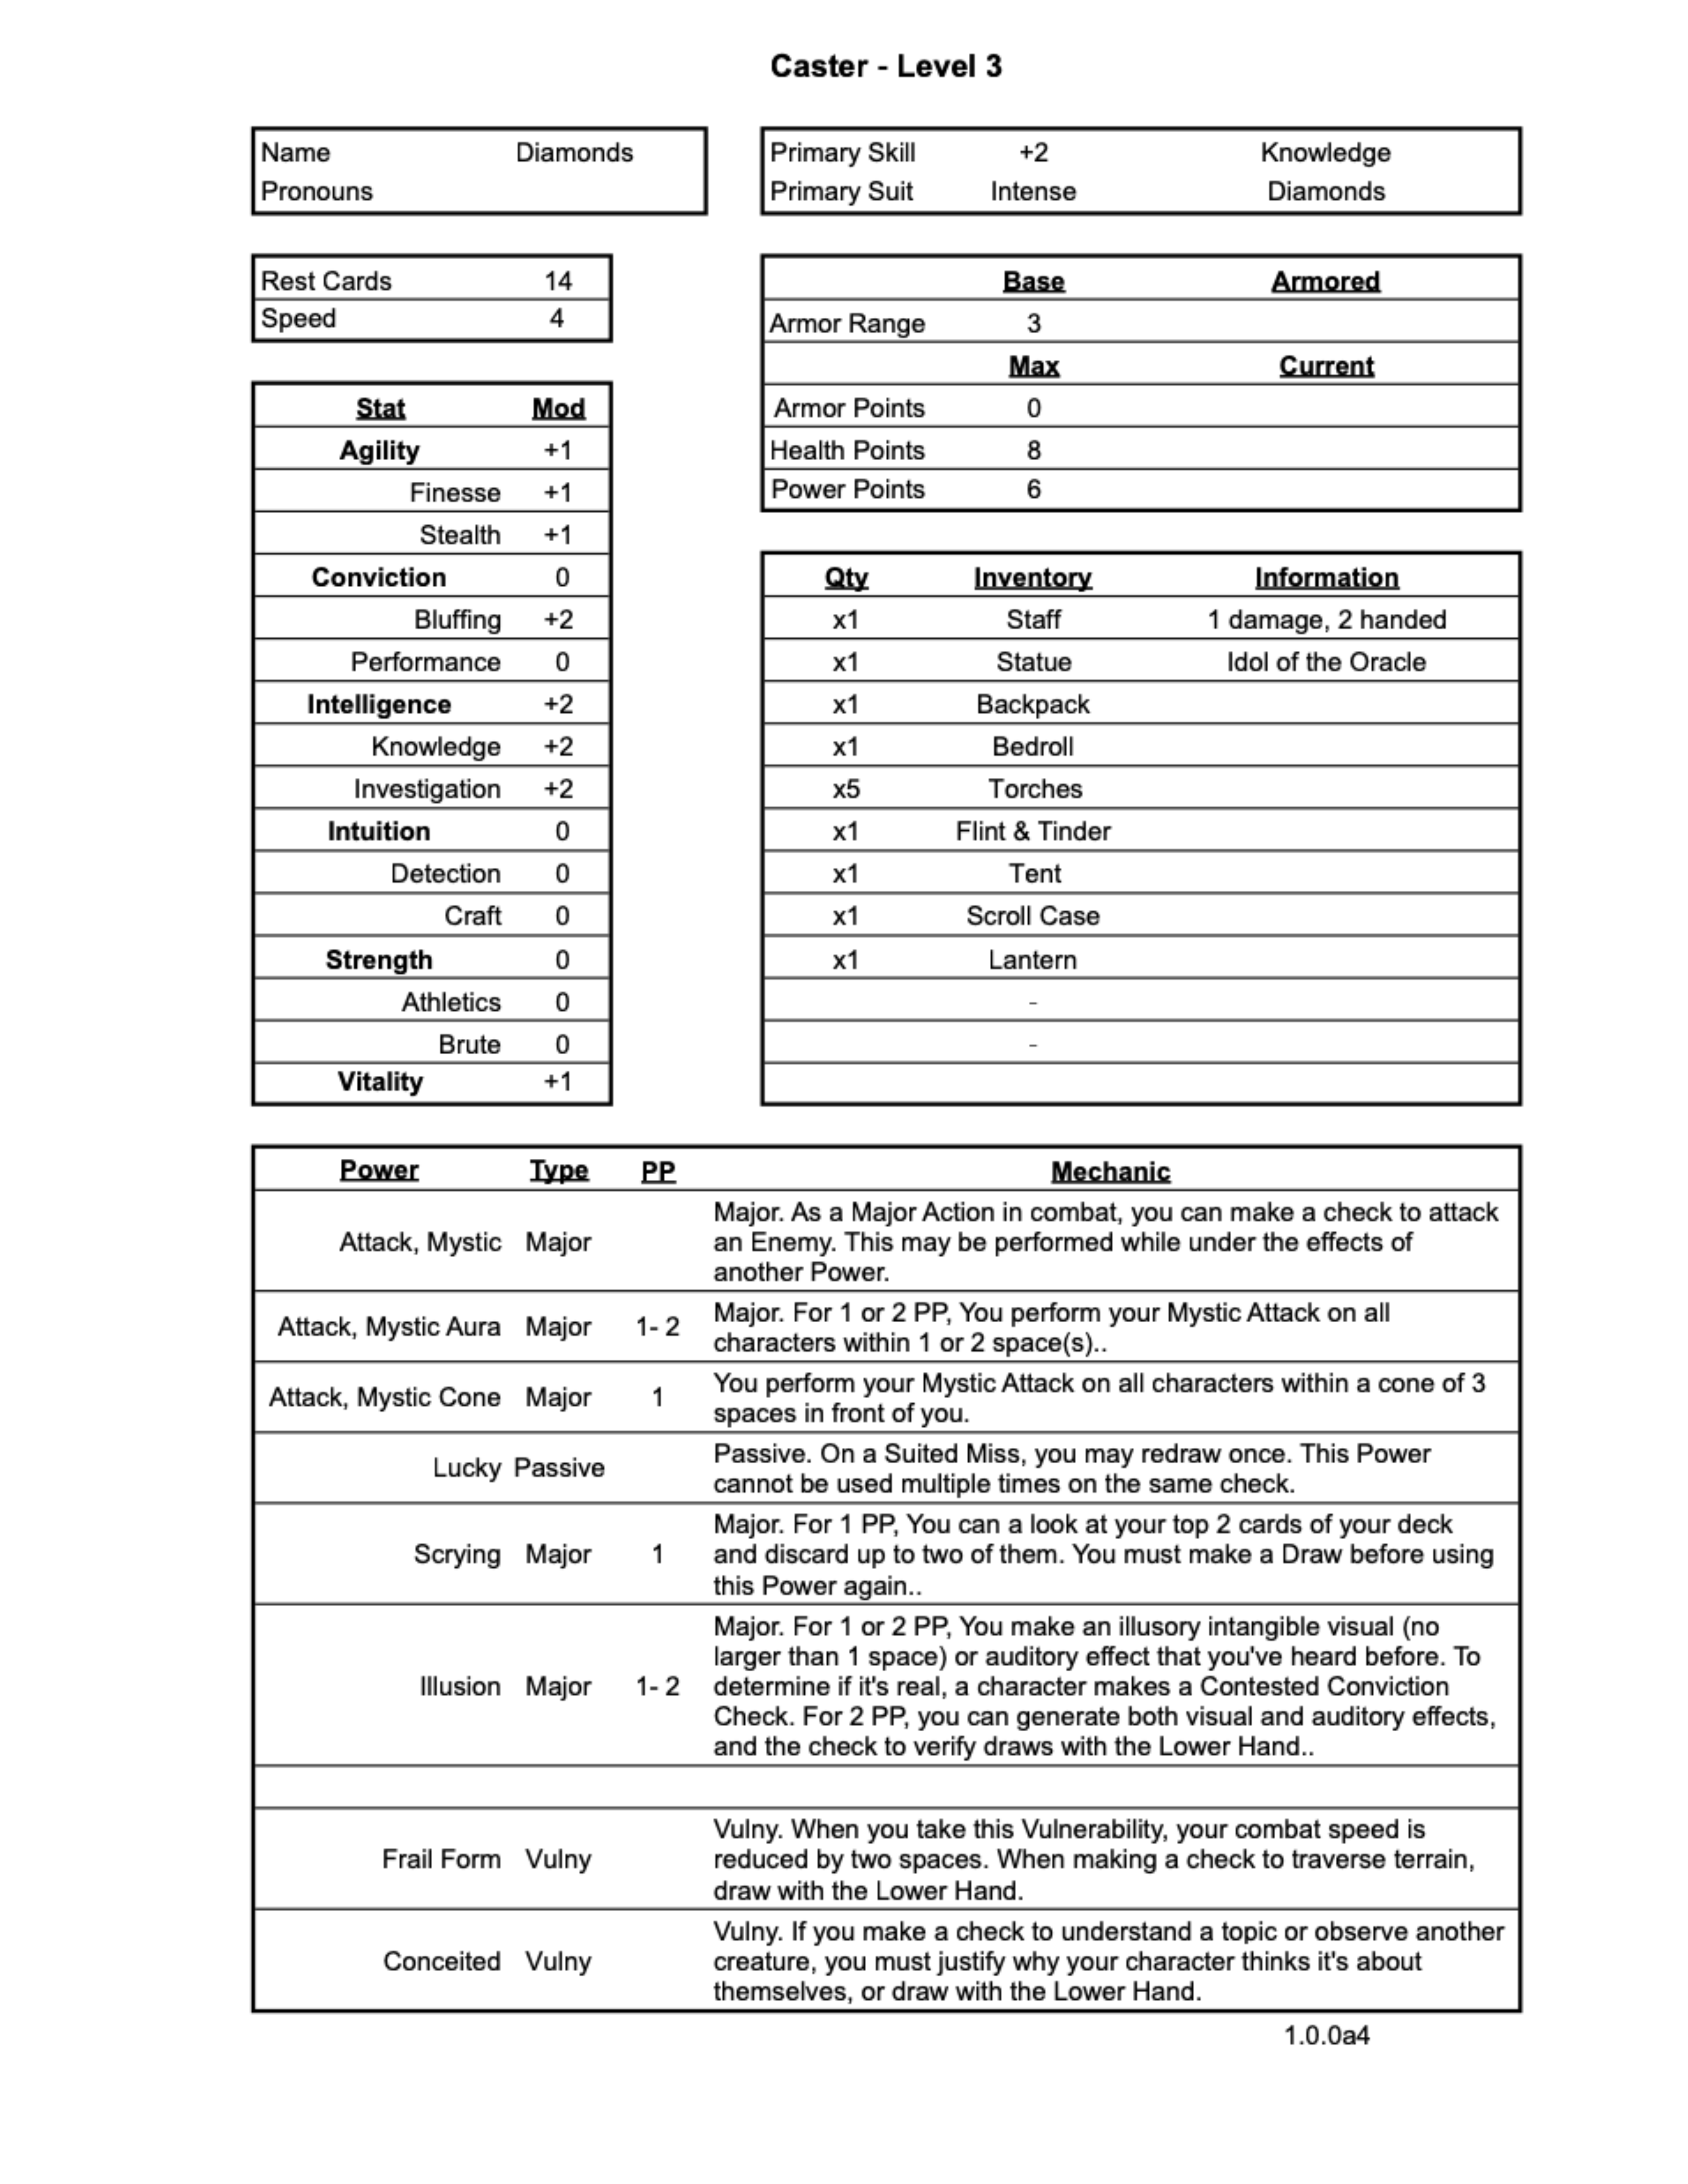 Caster - Level 3
Name Diamonds
Pronouns
Primary Skill +2 Knowledge
Primary Suit Intense Diamonds
Rest Cards 14
Speed 4
Base Armored
Armor Range 3
Max Current
Armor Points 0
Health Points 8
Power Points 6
Stat Mod
Agility +1
Finesse +1
Stealth +1
Conviction 0
Bluffing +2
Performance 0
Intelligence +2
Knowledge +2
Investigation +2
Intuition 0
Detection 0
Craft 0
Strength 0
Athletics 0
Brute 0
Vitality +1
Qty Inventory Information
x1 Staff 1 damage, 2 handed
x1 Statue Idol of the Oracle
x1 Backpack
x1 Bedroll
x5 Torches
x1 Flint & Tinder
x1 Tent
x1 Scroll Case
x1 Lantern
-
-
Power Type PP Mechanic
Attack, Mystic Major
Major. As a Major Action in combat, you can make a check to attack
an Enemy. This may be performed while under the effects of
another Power.
Attack, Mystic Aura Major 1- 2
Major. For 1 or 2 PP, You perform your Mystic Attack on all
characters within 1 or 2 space(s)..
Attack, Mystic Cone Major 1
You perform your Mystic Attack on all characters within a cone of 3
spaces in front of you.
Lucky Passive
Passive. On a Suited Miss, you may redraw once. This Power
cannot be used multiple times on the same check.
Scrying Major 1
Major. For 1 PP, You can a look at your top 2 cards of your deck
and discard up to two of them. You must make a Draw before using
this Power again..
Illusion Major 1- 2
Major. For 1 or 2 PP, You make an illusory intangible visual (no
larger than 1 space) or auditory effect that you've heard before. To
determine if it's real, a character makes a Contested Conviction
Check. For 2 PP, you can generate both visual and auditory effects,
and the check to verify draws with the Lower Hand..
Frail Form Vulny
Vulny. When you take this Vulnerability, your combat speed is
reduced by two spaces. When making a check to traverse terrain,
draw with the Lower Hand.
Conceited Vulny
Vulny. If you make a check to understand a topic or observe another
creature, you must justify why your character thinks it's about
themselves, or draw with the Lower Hand.
1.0.0a4